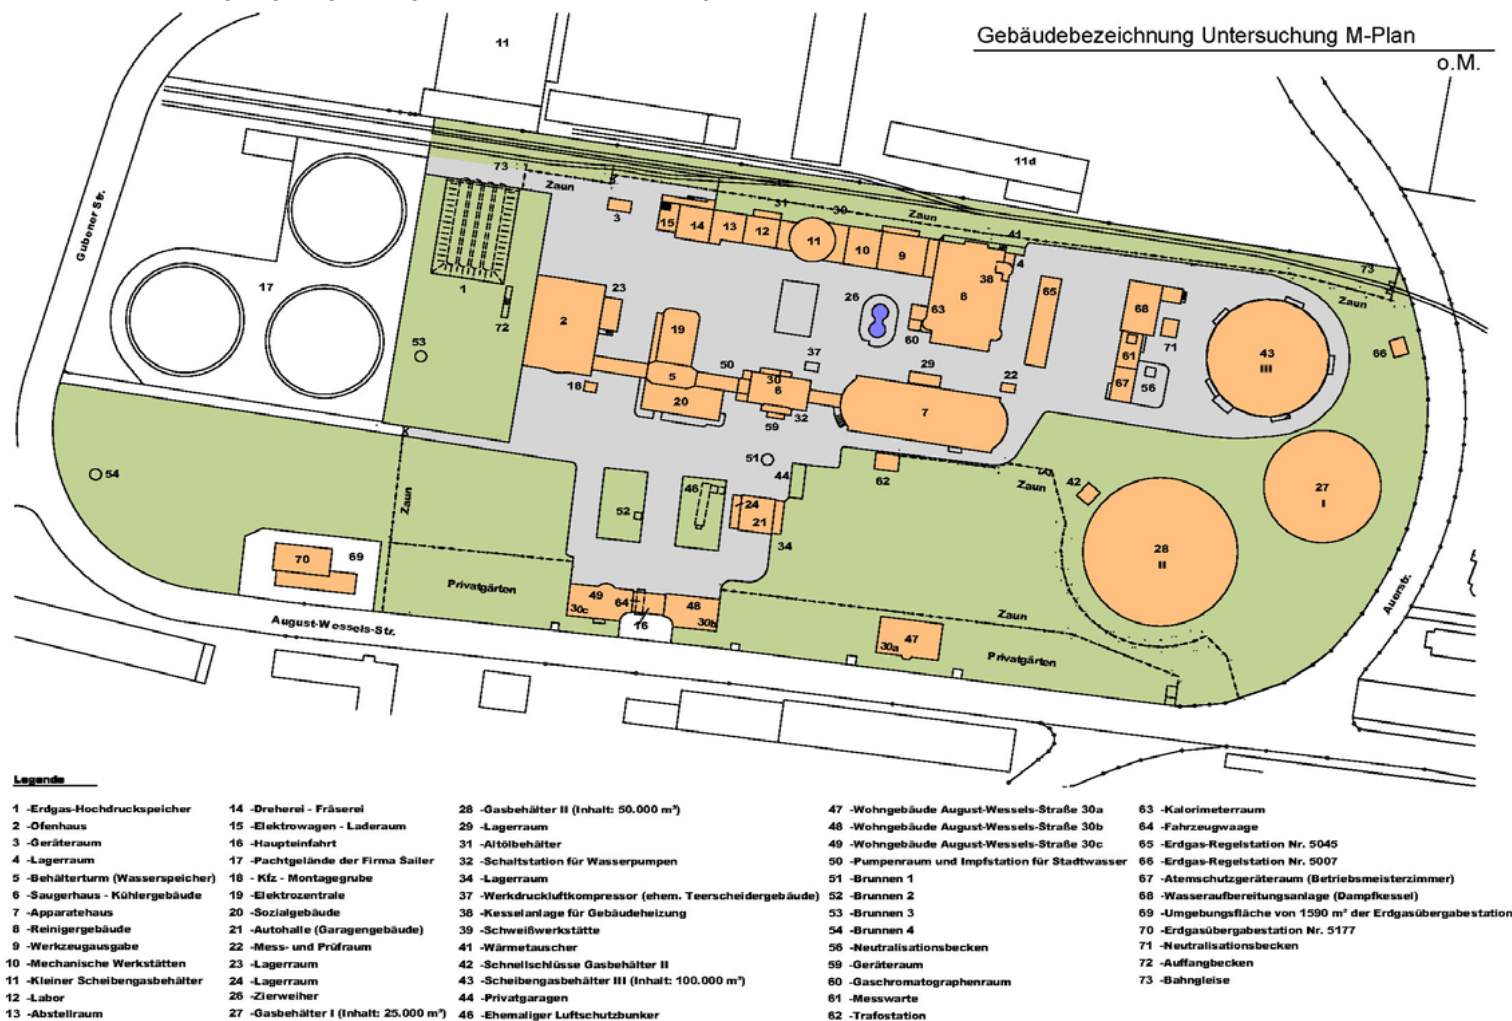 Gebäudebezeichnung Untersuchung M-Plan
o.M.
11
11d
73
Zaun
3
15
14
13
12
31
30
11
10
9
Zaun
41
4
38
8
63
60
26
65
68
71
61
67
56
43
III
73
Zaun
66
Gubener Str.
17
1
72
53
2
23
18
19
5
20
50
30
6
37
32
59
29
7
22
51
44
62
Zaun
42
28
II
27
I
Auerstr.
54
Zaun
52
46
24
21
34
70
69
Privatgärten
49
30c
64
16
48
30b
47
30a
Zaun
Privatgärten
August-Wessels-Str.
Legende
1 -Erdgas-Hochdruckspeicher
2 -Ofenhaus
3 -Geräteraum
4 -Lagerraum
5 -Behälterturm (Wasserspeicher)
6 -Saugerhaus - Kühlergebäude
7 -Apparatehaus
8 -Reinigergebäude
9 -Werkzeugausgabe
10 -Mechanische Werkstätten
11 -Kleiner Scheibengasbehälter
12 -Labor
13 -Abstellraum
14 -Dreherei - Fräserei
15 -Elektrowagen - Laderaum
16 -Haupteinfahrt
17 -Pachtgelände der Firma Sailer
18 - Kfz - Montagegrube
19 -Elektrozentrale
20 -Sozialgebäude
21 -Autohalle (Garagengebäude)
22 -Mess- und Prüfraum
23 -Lagerraum
24 -Lagerraum
26 -Zierweiher
27 -Gasbehälter I (Inhalt: 25.000 m³)
28 -Gasbehälter II (Inhalt: 50.000 m³)
29 -Lagerraum
31 -Altölbehälter
32 -Schaltstation für Wasserpumpen
34 -Lagerraum
37 -Werkdruckluftkompressor (ehem. Teerscheidergebäude)
38 -Kesselanlage für Gebäudeheizung
39 -Schweißwerkstätte
41 -Wärmetauscher
42 -Schnellschlüsse Gasbehälter II
43 -Scheibengasbehälter III (Inhalt: 100.000 m³)
44 -Privatgaragen
46 -Ehemaliger Luftschutzbunker
47 -Wohngebäude August-Wessels-Straße 30a
48 -Wohngebäude August-Wessels-Straße 30b
49 -Wohngebäude August-Wessels-Straße 30c
50 -Pumpenraum und Impfstation für Stadtwasser
51 -Brunnen 1
52 -Brunnen 2
53 -Brunnen 3
54 -Brunnen 4
56 -Neutralisationsbecken
59 -Geräteraum
60 -Gaschromatographenraum
61 -Messwarte
62 -Trafostation
63 -Kalorimeterraum
64 -Fahrzeugwaage
65 -Erdgas-Regelstation Nr. 5045
66 -Erdgas-Regelstation Nr. 5007
67 -Atemschutzgeräteraum (Betriebsmeisterzimmer)
68 -Wasseraufbereitungsanlage (Dampfkessel)
69 -Umgebungsfläche von 1590 m² der Erdgasübergabestation
70 -Erdgasübergabestation Nr. 5177
71 -Neutralisationsbecken
72 -Auffangbecken
73 -Bahngleise